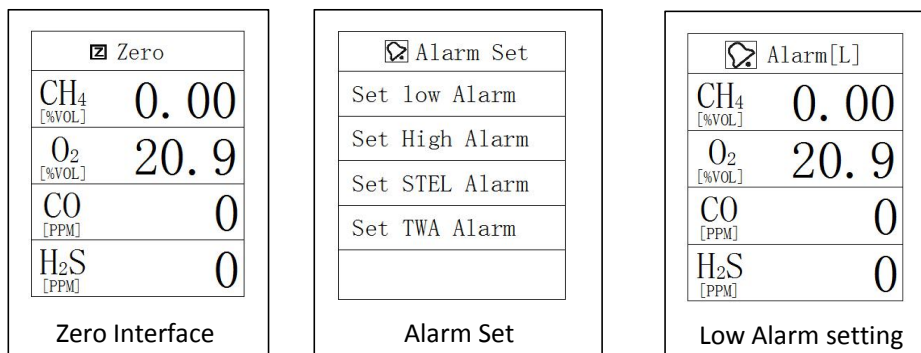 Z Zero
CH₄ 0.00
[%VOL]
O₂ 20.9
[%VOL]
CO 0
[PPM]
H₂S 0
[PPM]
Zero Interface
Alarm Set
Set low Alarm
Set High Alarm
Set STEL Alarm
Set TWA Alarm
Alarm Set
Alarm[L]
CH₄ 0.00
[%VOL]
O₂ 20.9
[%VOL]
CO 0
[PPM]
H₂S 0
[PPM]
Low Alarm setting